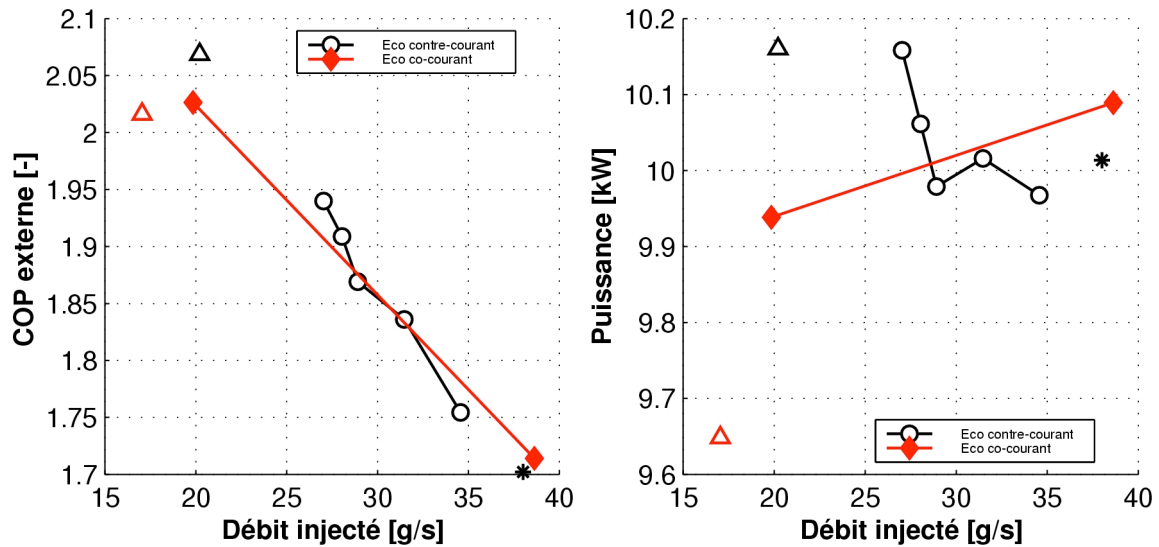 2.1
2.05
2
1.95
1.9
1.85
1.8
1.75
1.7
15 20 25 30 35 40
COP externe [-]
Débit injecté [g/s]
Eco contre-courant
Eco co-courant
10.2
10.1
10
9.9
9.8
9.7
9.6
15 20 25 30 35 40
Puissance [kW]
Débit injecté [g/s]
Eco contre-courant
Eco co-courant